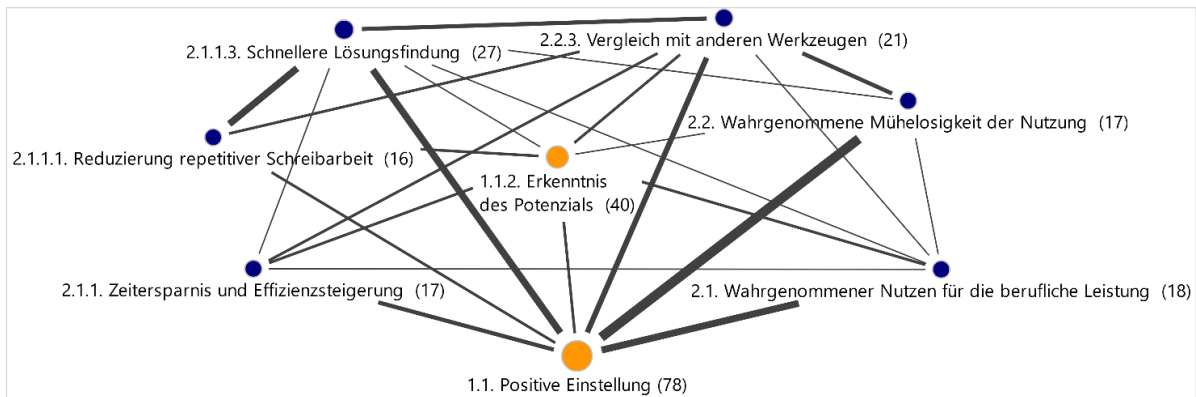 2.1.1.3. Schnellere Lösungsfindung (27)
2.2.3. Vergleich mit anderen Werkzeugen (21)
2.2. Wahrgenommene Mühelosigkeit der Nutzung (17)
2.1.1.1. Reduzierung repetitiver Schreibarbeit (16)
1.1.2. Erkenntnis
des Potenzials (40)
2.1.1. Zeitersparnis und Effizienzsteigerung (17)
2.1. Wahrgenommener Nutzen für die berufliche Leistung (18)
1.1. Positive Einstellung (78)